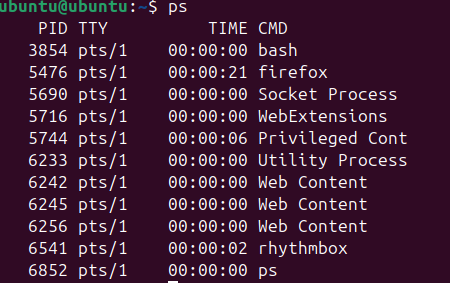 ubuntu@ubuntu:~$ ps
PID TTY TIME CMD
3854 pts/1 00:00:00 bash
5476 pts/1 00:00:21 firefox
5690 pts/1 00:00:00 Socket Process
5716 pts/1 00:00:00 WebExtensions
5744 pts/1 00:00:06 Privileged Cont
6233 pts/1 00:00:00 Utility Process
6242 pts/1 00:00:00 Web Content
6245 pts/1 00:00:00 Web Content
6256 pts/1 00:00:00 Web Content
6541 pts/1 00:00:02 rhythmbox
6852 pts/1 00:00:00 ps